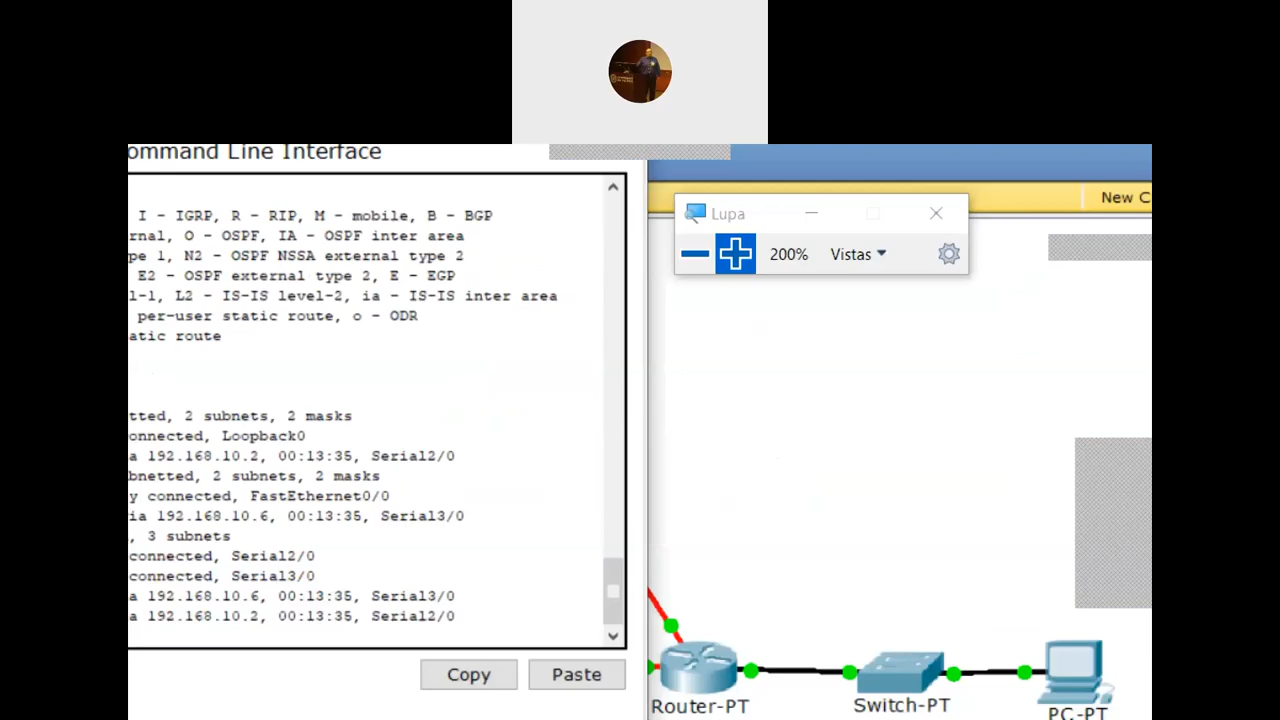 ommand Line Interface
I - IGRP, R - RIP, M - mobile, B - BGP
rnal, O - OSPF, IA - OSPF inter area
pe 1, N2 - OSPF NSSA external type 2
E2 - OSPF external type 2, E - EGP
l-1, L2 - IS-IS level-2, ia - IS-IS inter area
per-user static route, o - ODR
atic route
tted, 2 subnets, 2 masks
onnected, Loopback0
a 192.168.10.2, 00:13:35, Serial2/0
bnetted, 2 subnets, 2 masks
y connected, FastEthernet0/0
ia 192.168.10.6, 00:13:35, Serial3/0
, 3 subnets
connected, Serial2/0
connected, Serial3/0
a 192.168.10.6, 00:13:35, Serial3/0
a 192.168.10.2, 00:13:35, Serial2/0
Copy Paste
New C
Lupa
200% Vistas
Router-PT
Switch-PT
PC-PT